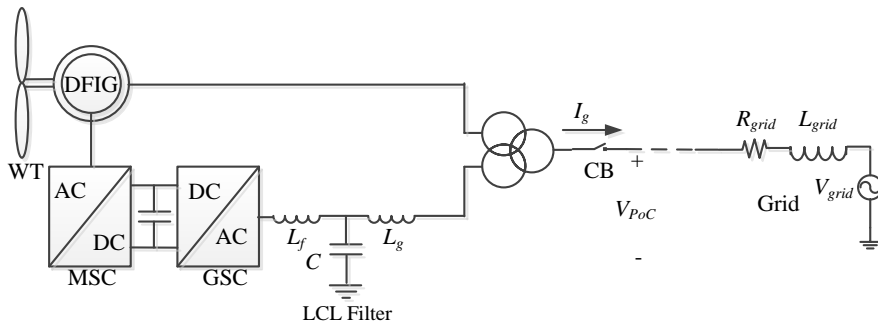 DFIG
WT
AC
DC
MSC
DC
AC
GSC
L_f
C
L_g
LCL Filter
I_g
CB
+
V_PoC
-
R_grid
L_grid
V_grid
Grid